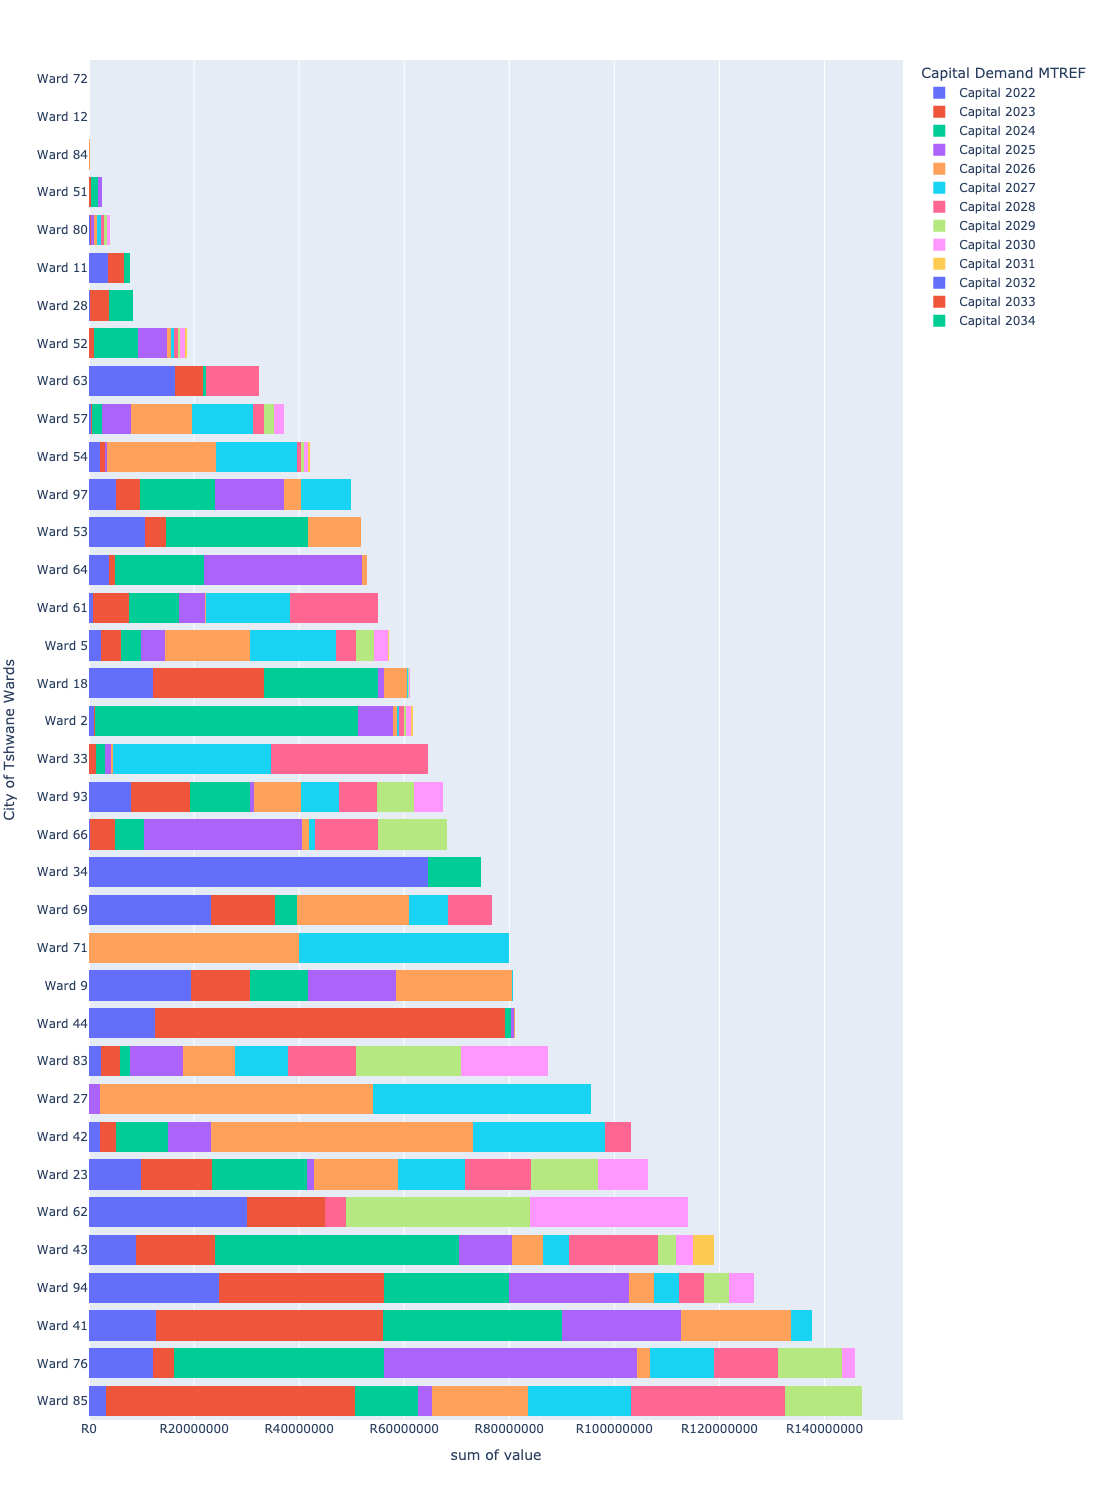 Capital Demand MTREF
Capital 2022
Capital 2023
Capital 2024
Capital 2025
Capital 2026
Capital 2027
Capital 2028
Capital 2029
Capital 2030
Capital 2031
Capital 2032
Capital 2033
Capital 2034
City of Tshwane Wards
Ward 72
Ward 12
Ward 84
Ward 51
Ward 80
Ward 11
Ward 28
Ward 52
Ward 63
Ward 57
Ward 54
Ward 97
Ward 53
Ward 64
Ward 61
Ward 5
Ward 18
Ward 2
Ward 33
Ward 93
Ward 66
Ward 34
Ward 69
Ward 71
Ward 9
Ward 44
Ward 83
Ward 27
Ward 42
Ward 23
Ward 62
Ward 43
Ward 94
Ward 41
Ward 76
Ward 85
R0 R20000000 R40000000 R60000000 R80000000 R100000000 R120000000 R140000000
sum of value